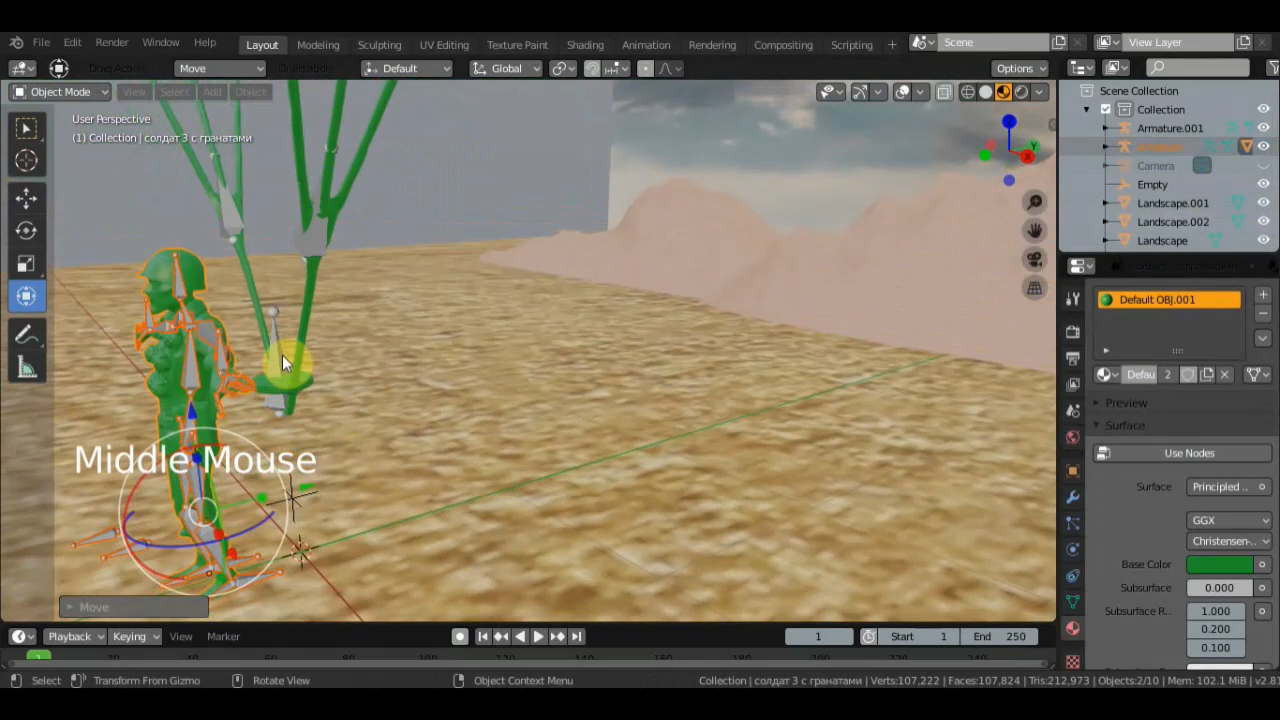 File Edit Render Window Help Layout Modeling Sculpting UV Editing Texture Paint Shading Animation Rendering Compositing Scripting + Scene View Layer
Drag Action: Move Orientation: Default Global Options
Object Mode View Select Add Object
User Perspective
(1) Collection | солдат 3 с гранатами
Scene Collection
Collection
Armature.001
Armature
Camera
Empty
Landscape.001
Landscape.002
Landscape
Default OBJ.001
Defau 2
Preview
Surface
Use Nodes
Surface Principled ..
GGX
Christensen-..
Base Color
Subsurface 0.000
Subsurface R.. 1.000
0.200
0.100
Y
X
Middle Mouse
Move
Playback Keying View Marker 1 Start 1 End 250
1
Select Transform From Gizmo Rotate View Object Context Menu Collection | солдат 3 с гранатами | Verts:107,222 | Faces:107,824 | Tris:212,973 | Objects:2/10 | Mem: 102.1 MiB | v2.8